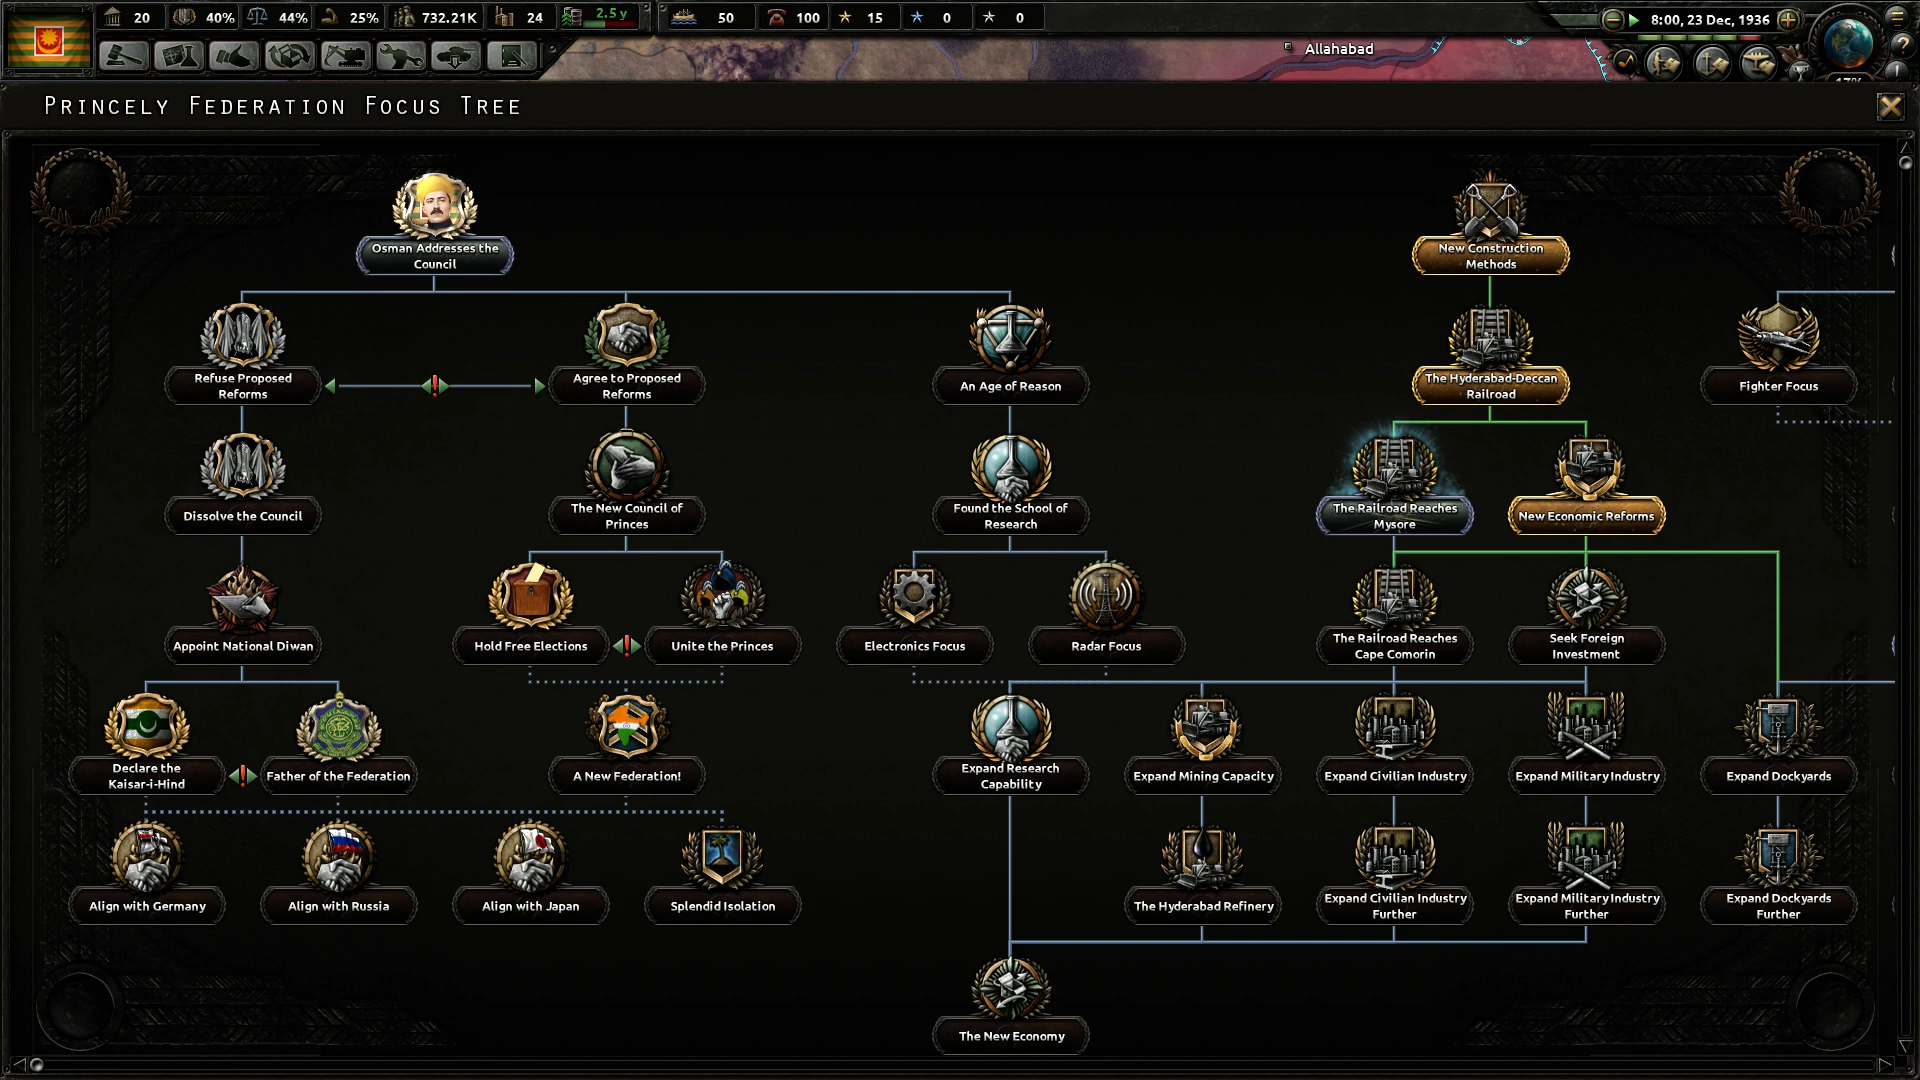 20
40%
44%
25%
732.21K
24
2.5 y
50
100
15
0
0
8:00, 23 Dec, 1936
Allahabad
Princely Federation Focus Tree
Osman Addresses the
Council
New Construction
Methods
Refuse Proposed
Reforms
Agree to Proposed
Reforms
An Age of Reason
The Hyderabad-Deccan
Railroad
Fighter Focus
Dissolve the Council
The New Council of
Princes
Found the School of
Research
The Railroad Reaches
Mysore
New Economic Reforms
Appoint National Diwan
Hold Free Elections
Unite the Princes
Electronics Focus
Radar Focus
The Railroad Reaches
Cape Comorin
Seek Foreign
Investment
Declare the
Kaisar-i-Hind
Father of the Federation
A New Federation!
Expand Research
Capability
Expand Mining Capacity
Expand Civilian Industry
Expand Military Industry
Expand Dockyards
Align with Germany
Align with Russia
Align with Japan
Splendid Isolation
The Hyderabad Refinery
Expand Civilian Industry
Further
Expand Military Industry
Further
Expand Dockyards
Further
The New Economy